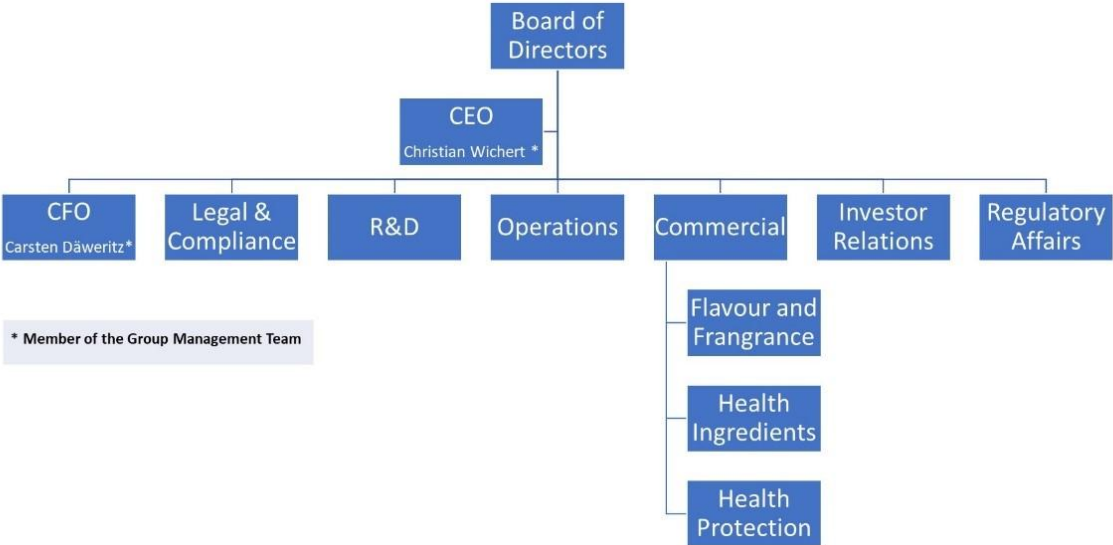 Board of
Directors
CEO
Christian Wichert *
CFO
Carsten Däweritz*
Legal &
Compliance
R&D
Operations
Commercial
Investor
Relations
Regulatory
Affairs
Flavour and
Frangrance
* Member of the Group Management Team
Health
Ingredients
Health
Protection